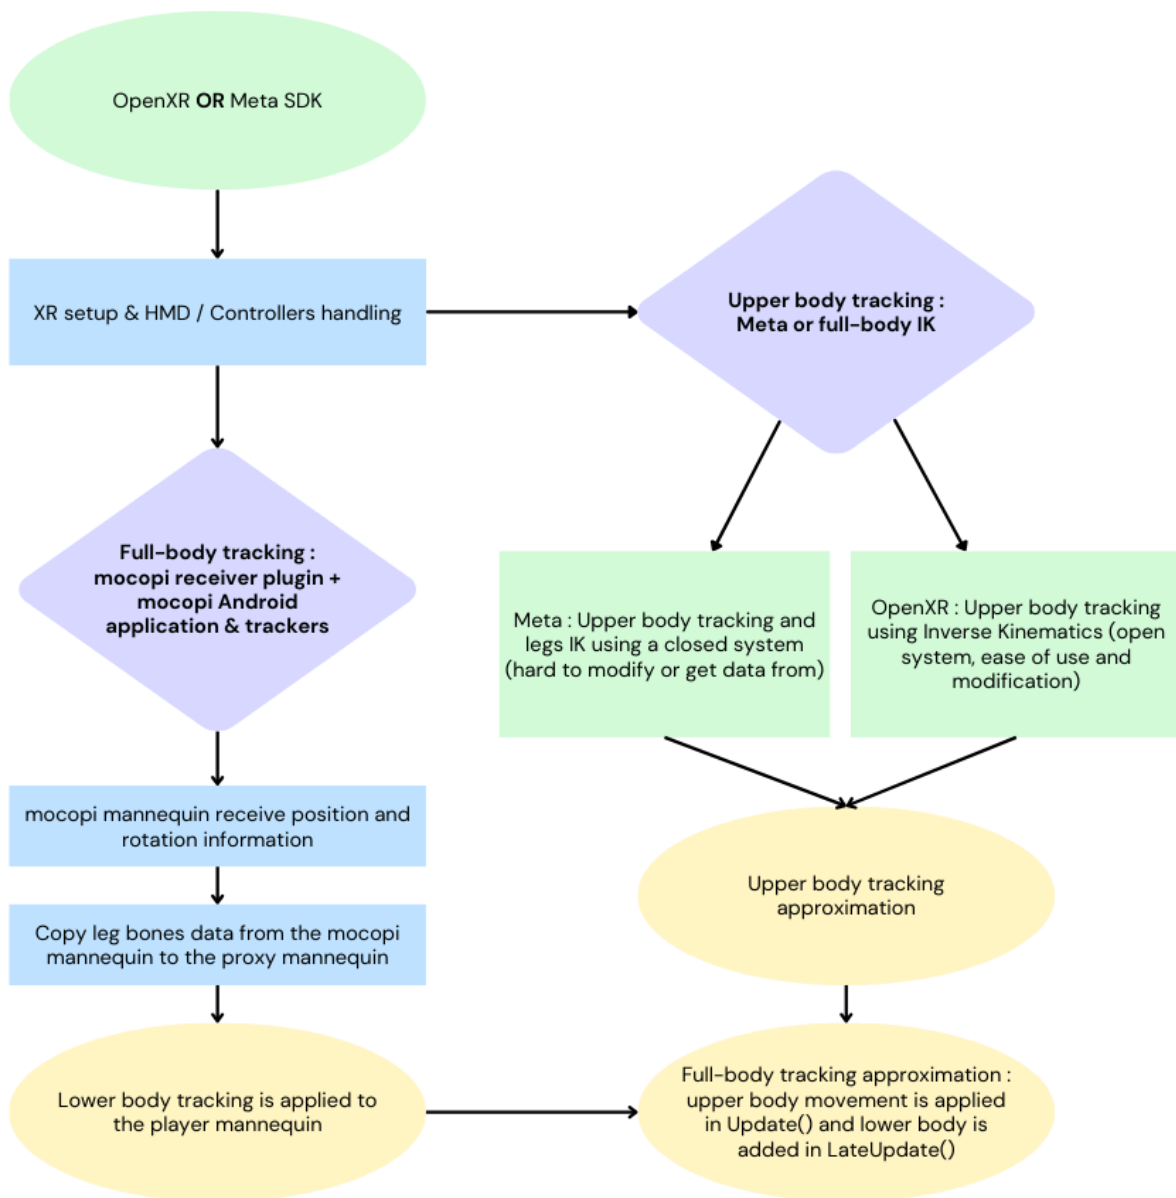 OpenXR OR Meta SDK
XR setup & HMD / Controllers handling
Upper body tracking :
Meta or full-body IK
Full-body tracking :
mocopi receiver plugin +
mocopi Android
application & trackers
Meta : Upper body tracking and
legs IK using a closed system
(hard to modify or get data from)
OpenXR : Upper body tracking
using Inverse Kinematics (open
system, ease of use and
modification)
mocopi mannequin receive position and
rotation information
Copy leg bones data from the mocopi
mannequin to the proxy mannequin
Upper body tracking
approximation
Lower body tracking is applied to
the player mannequin
Full-body tracking approximation :
upper body movement is applied
in Update() and lower body is
added in LateUpdate()